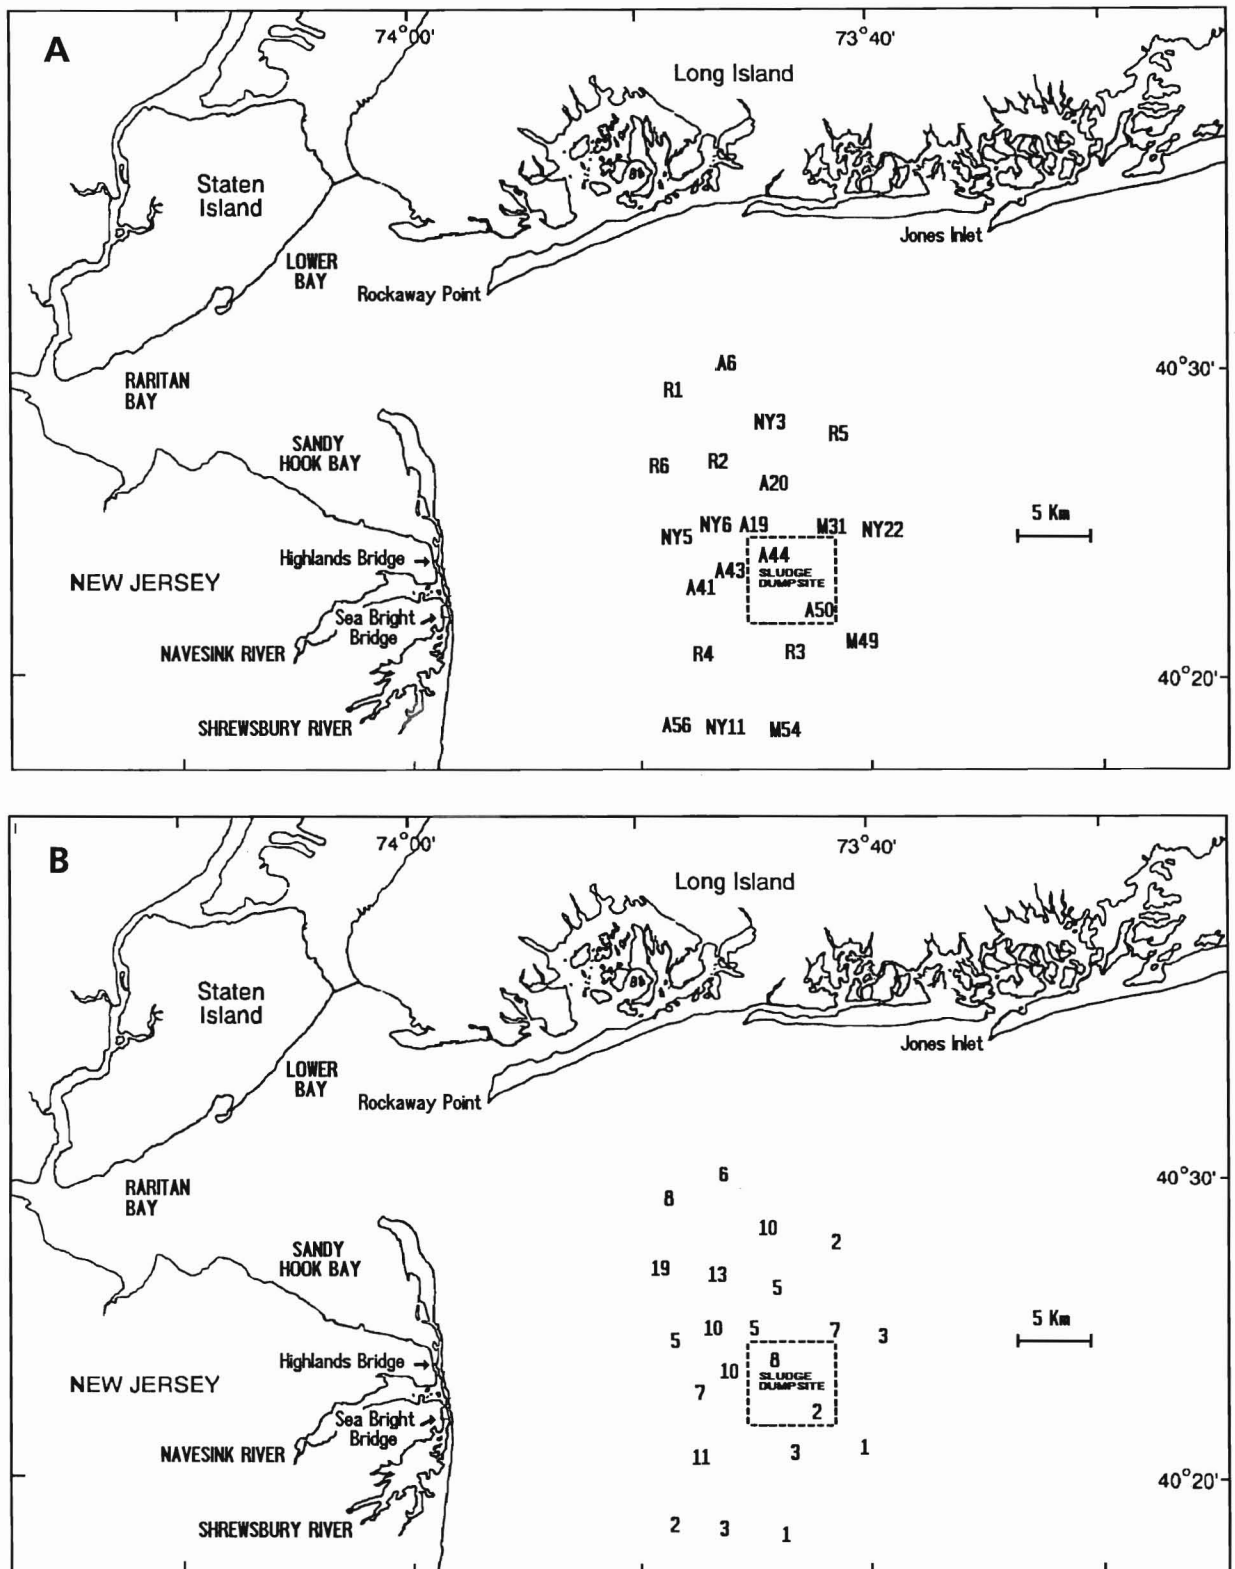 A
74°00'
73°40'
Long Island
Staten
Island
Jones Inlet
LOWER
BAY
Rockaway Point
A6
40°30'
RARITAN
BAY
R1
NY3
R5
SANDY
HOOK BAY
R6
R2
A20
5 Km
NY5
NY6
A19
M31
NY22
Highlands Bridge
A44
NEW JERSEY
A43
SLUDGE
DUMPSITE
A41
A50
Sea Bright
Bridge
NAVESINK RIVER
R4
R3
M49
40°20'
SHREWSBURY RIVER
A56
NY11
M54
B
74°00'
73°40'
Long Island
Staten
Island
Jones Inlet
LOWER
BAY
Rockaway Point
6
40°30'
RARITAN
BAY
8
10
2
SANDY
HOOK BAY
19
13
5
5 Km
5
10
5
7
3
Highlands Bridge
8
NEW JERSEY
10
SLUDGE
DUMPSITE
7
2
Sea Bright
Bridge
NAVESINK RIVER
11
3
1
40°20'
SHREWSBURY RIVER
2
3
1